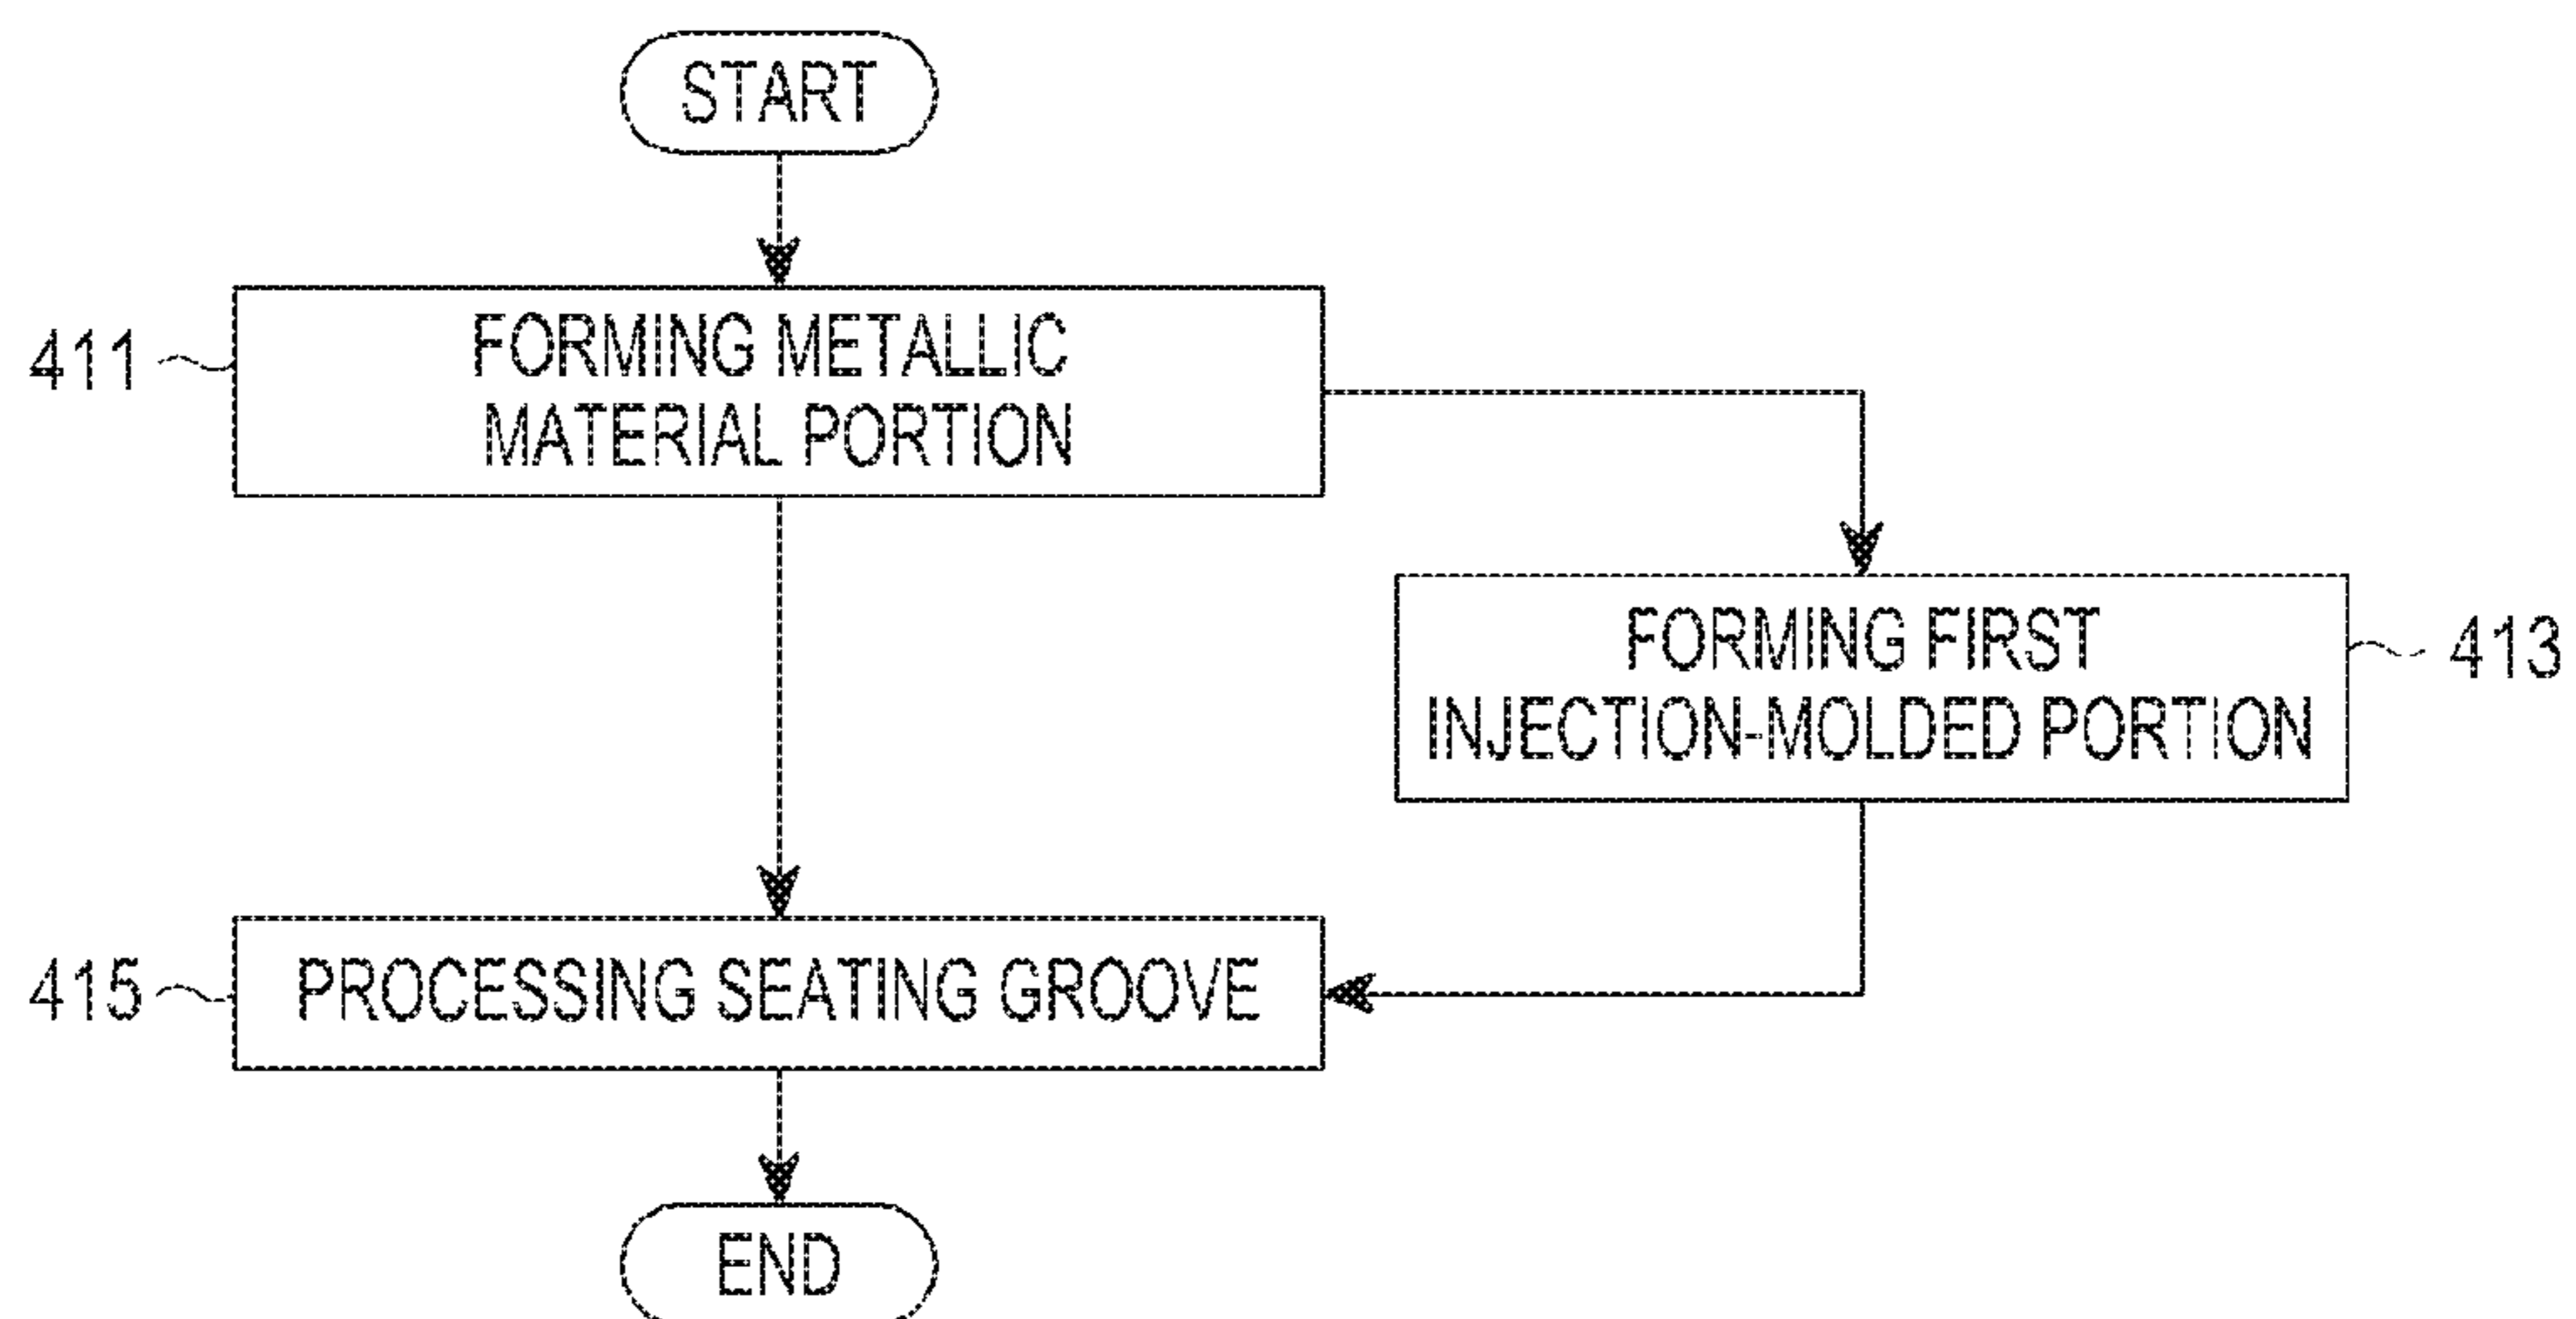 START
411
FORMING METALLIC
MATERIAL PORTION
FORMING FIRST
INJECTION-MOLDED PORTION
413
415
PROCESSING SEATING GROOVE
END